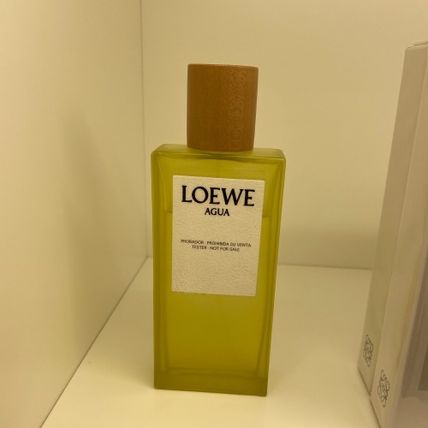 LOEWE
AGUA
PROBADOR · PROHIBIDA SU VENTA
TESTER · NOT FOR SALE